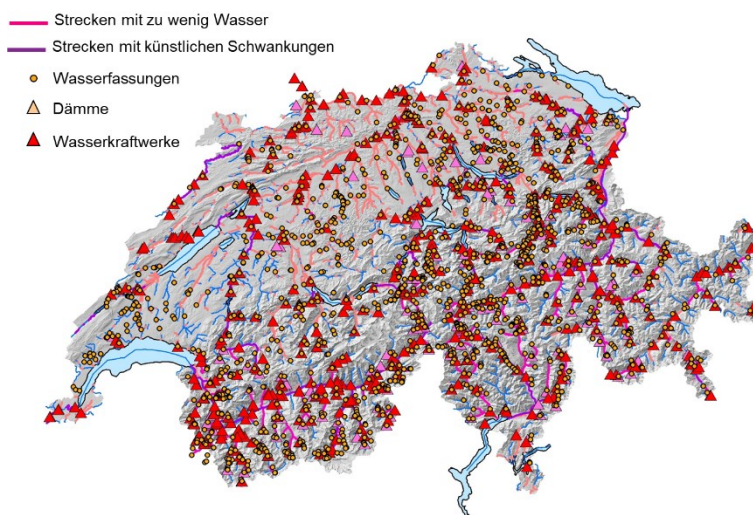 Strecken mit zu wenig Wasser
Strecken mit künstlichen Schwankungen
Wasserfassungen
Dämme
Wasserkraftwerke